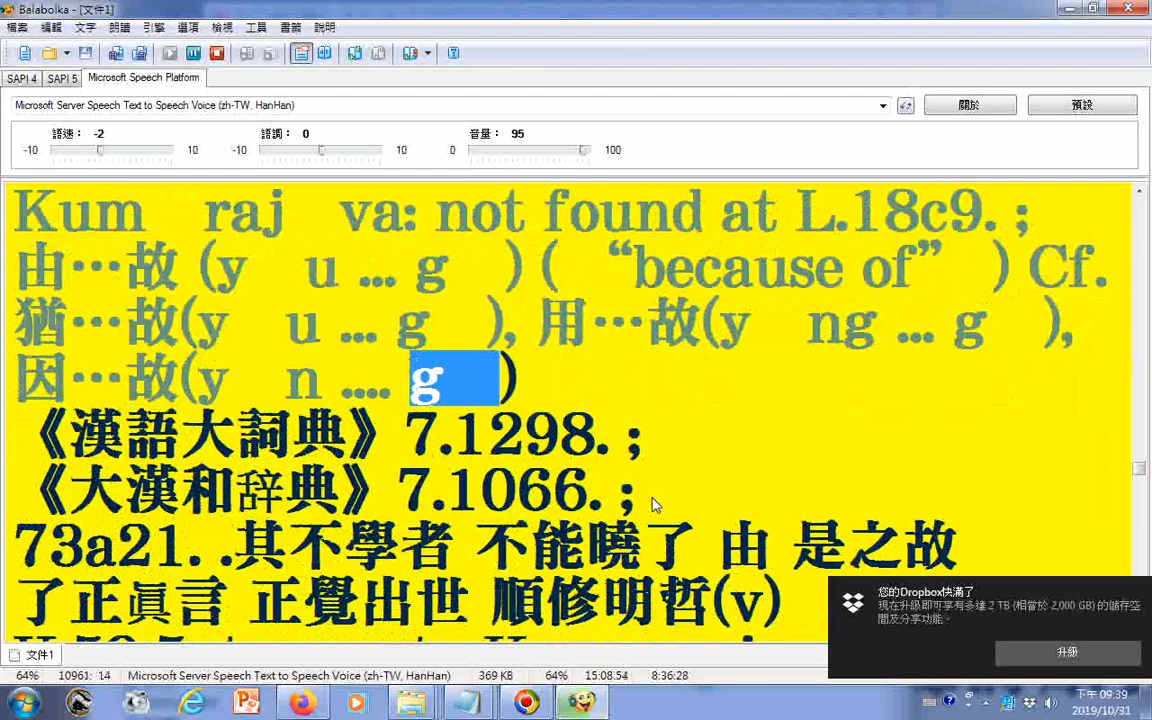 Balabolka - [文件1]
檔案 編輯 文字 朗讀 引擎 選項 檢視 工具 書籤 說明
SAPI 4 SAPI 5 Microsoft Speech Platform
Microsoft Server Speech Text to Speech Voice (zh-TW, HanHan) 關於 預設
語速： -2 語調： 0 音量： 95
-10 10 -10 10 0 100
Kum raj va: not found at L.18c9. ;
由…故 (y u ... g ) ( “because of” ) Cf.
猶…故(y u ... g ), 用…故(y ng ... g ),
因…故(y n .... g )
《漢語大詞典》 7.1298. ;
《大漢和辞典》 7.1066. ;
73a21. .其不學者 不能曉了 由 是之故
了正眞言 正覺出世 順修明哲(v)
您的Dropbox快滿了
現在升級即可享有多達 2 TB (相當於 2,000 GB) 的儲存空
間及分享功能。
升級
文件1
64% 10961: 14 Microsoft Server Speech Text to Speech Voice (zh-TW, HanHan) 369 KB 64% 15:08:54 8:36:28
下午 09:39
2019/10/31